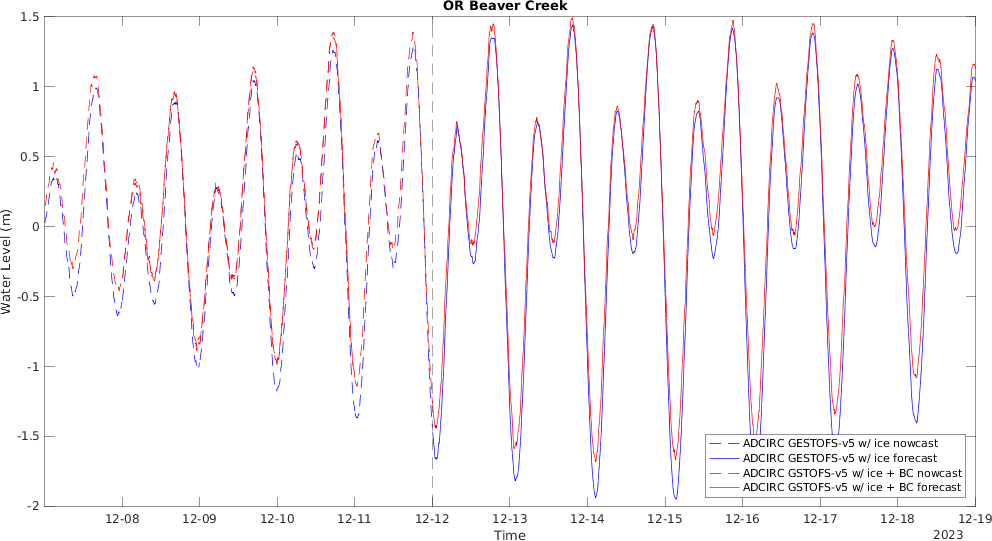 OR Beaver Creek
1.5
1
0.5
0
-0.5
-1
-1.5
-2
Water Level (m)
12-08 12-09 12-10 12-11 12-12 12-13 12-14 12-15 12-16 12-17 12-18 12-19
Time
2023
ADCIRC GESTOFS-v5 w/ ice nowcast
ADCIRC GESTOFS-v5 w/ ice forecast
ADCIRC GSTOFS-v5 w/ ice + BC nowcast
ADCIRC GSTOFS-v5 w/ ice + BC forecast